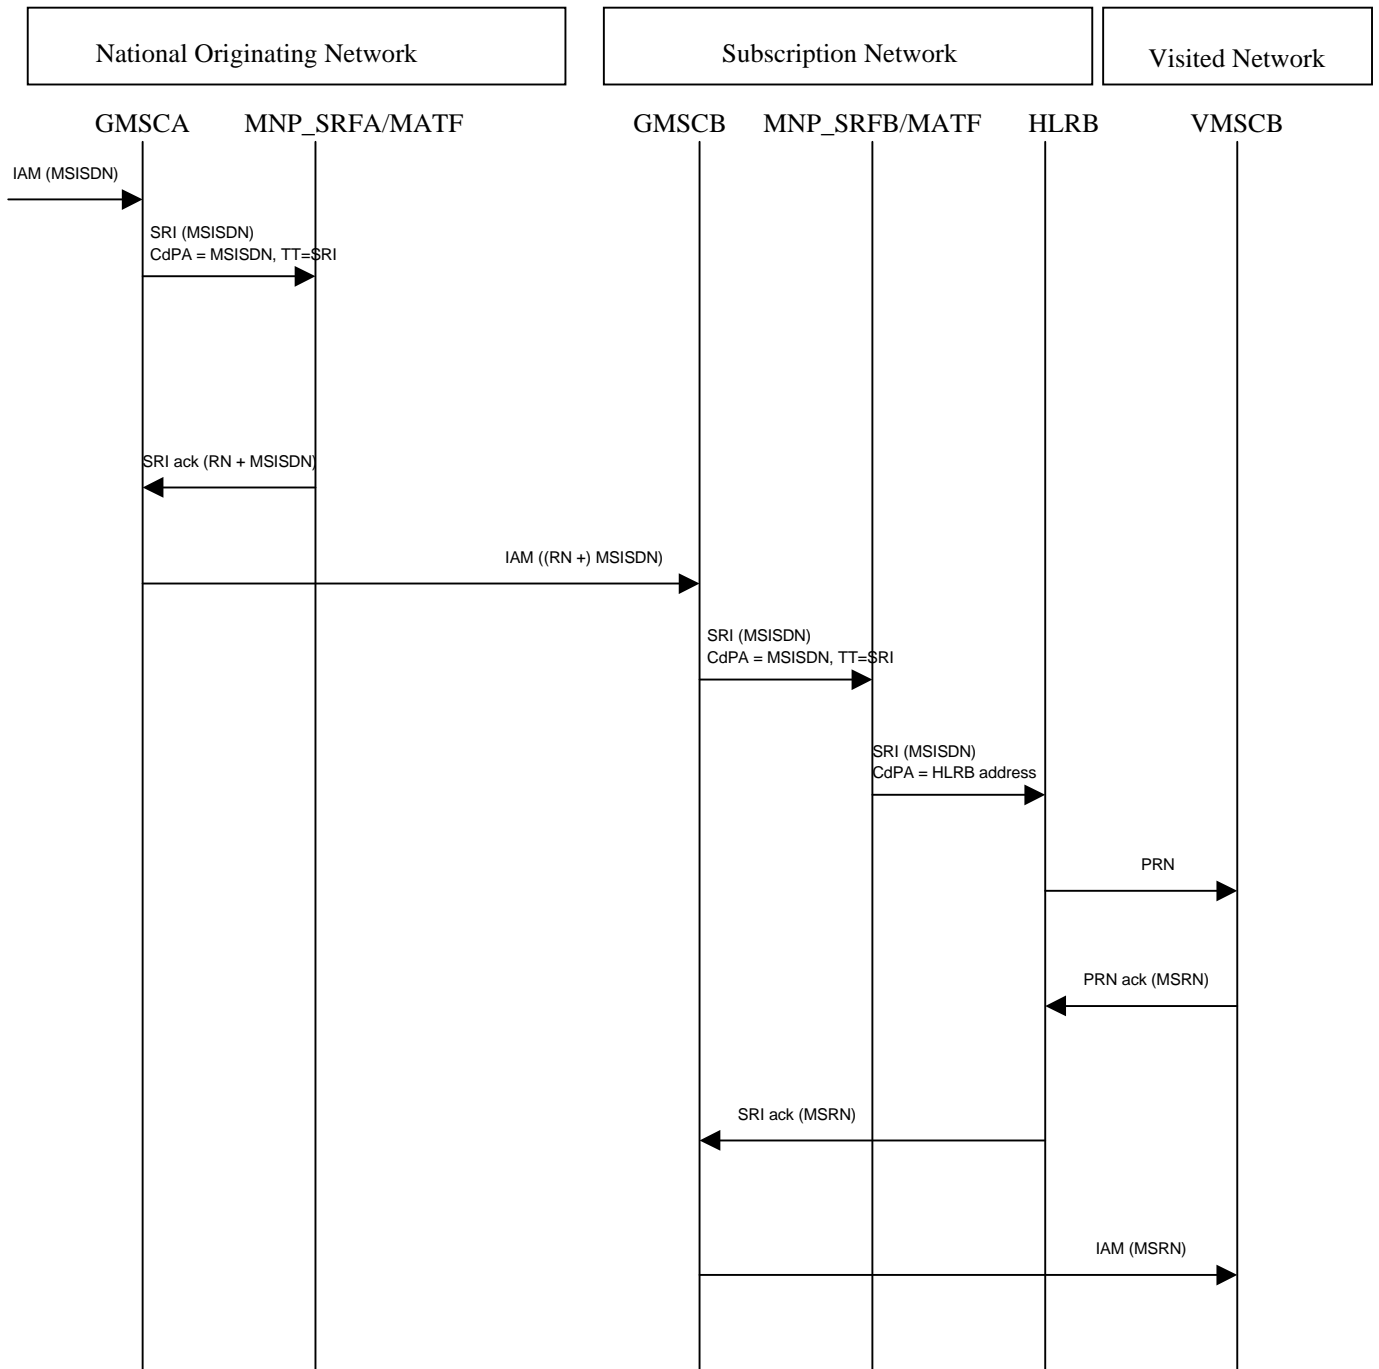 National Originating Network
Subscription Network
Visited Network
GMSCA
MNP_SRFA/MATF
GMSCB
MNP_SRFB/MATF
HLRB
VMSCB
IAM (MSISDN)
SRI (MSISDN)
CdPA = MSISDN, TT=SRI
SRI ack (RN + MSISDN)
IAM ((RN +) MSISDN)
SRI (MSISDN)
CdPA = MSISDN, TT=SRI
SRI (MSISDN)
CdPA = HLRB address
PRN
PRN ack (MSRN)
SRI ack (MSRN)
IAM (MSRN)